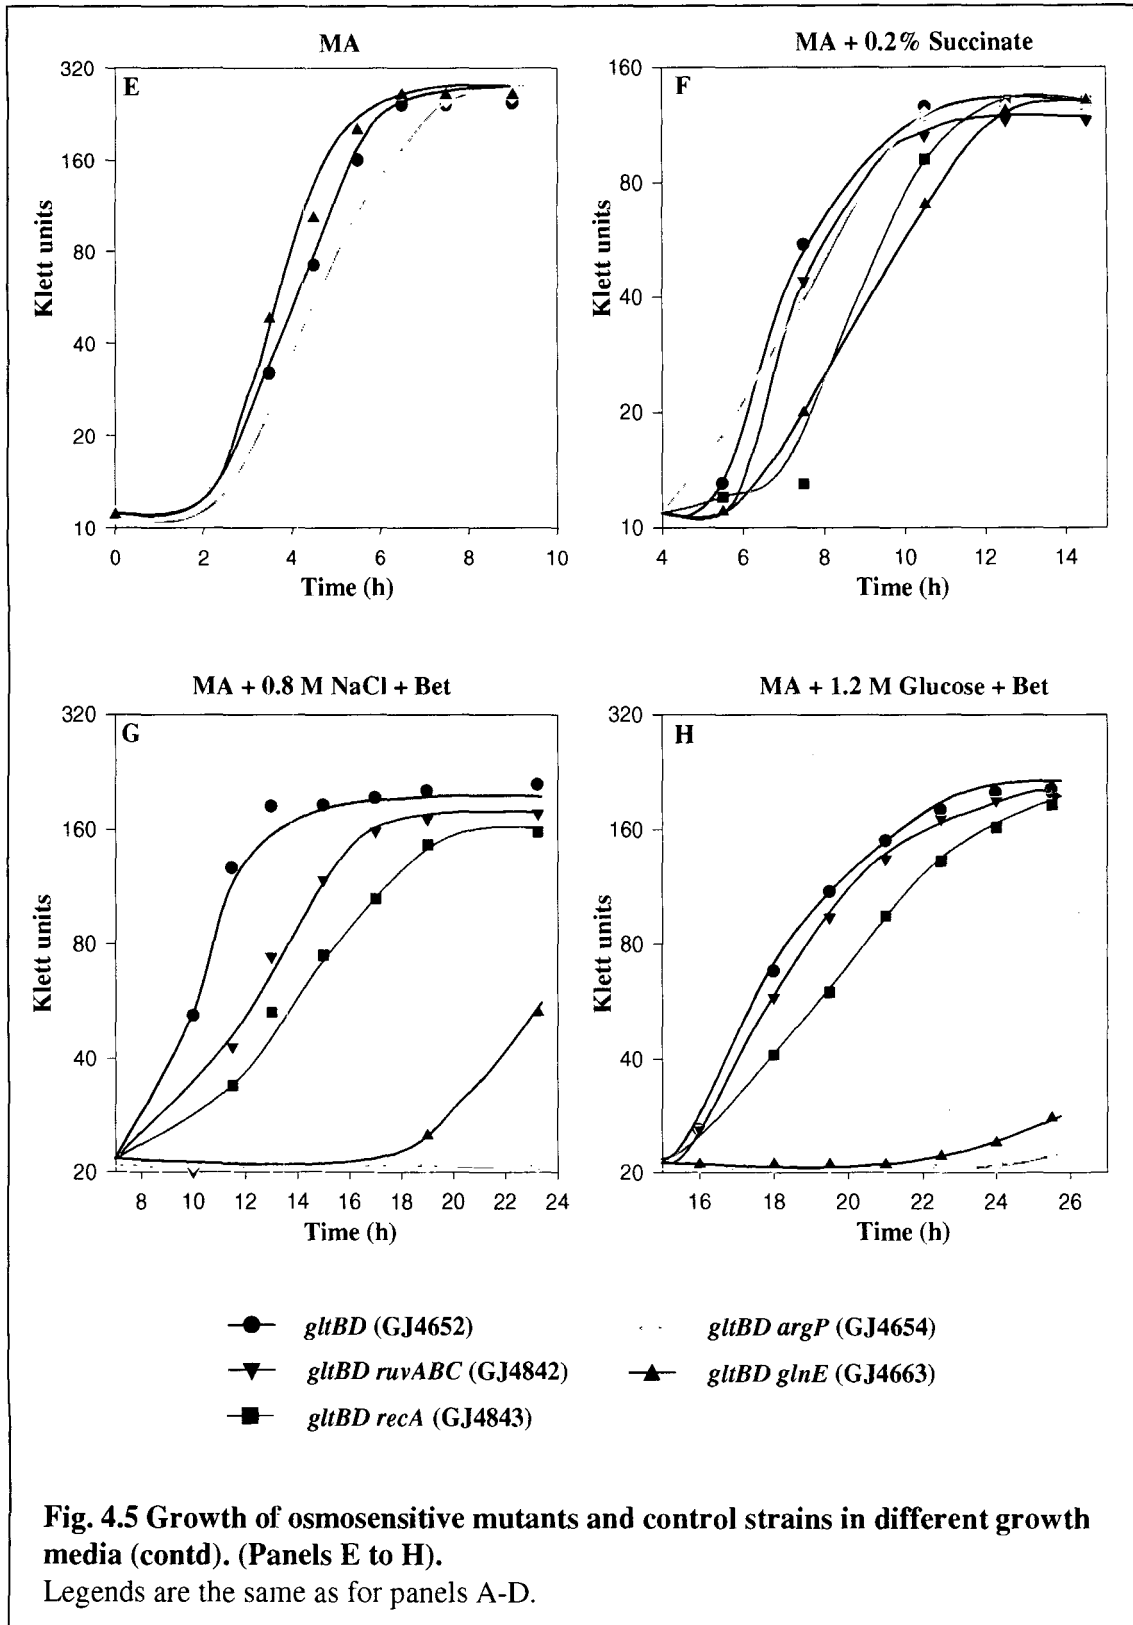 MA
E
320
160
80
40
20
10
Klett units
0 2 4 6 8 10
Time (h)
MA + 0.2% Succinate
F
160
80
40
20
10
Klett units
4 6 8 10 12 14
Time (h)
MA + 0.8 M NaCl + Bet
G
320
160
80
40
20
Klett units
8 10 12 14 16 18 20 22 24
Time (h)
MA + 1.2 M Glucose + Bet
H
320
160
80
40
20
Klett units
16 18 20 22 24 26
Time (h)
gltBD (GJ4652)
gltBD ruvABC (GJ4842)
gltBD recA (GJ4843)
gltBD argP (GJ4654)
gltBD glnE (GJ4663)
Fig. 4.5 Growth of osmosensitive mutants and control strains in different growth
media (contd). (Panels E to H).
Legends are the same as for panels A-D.